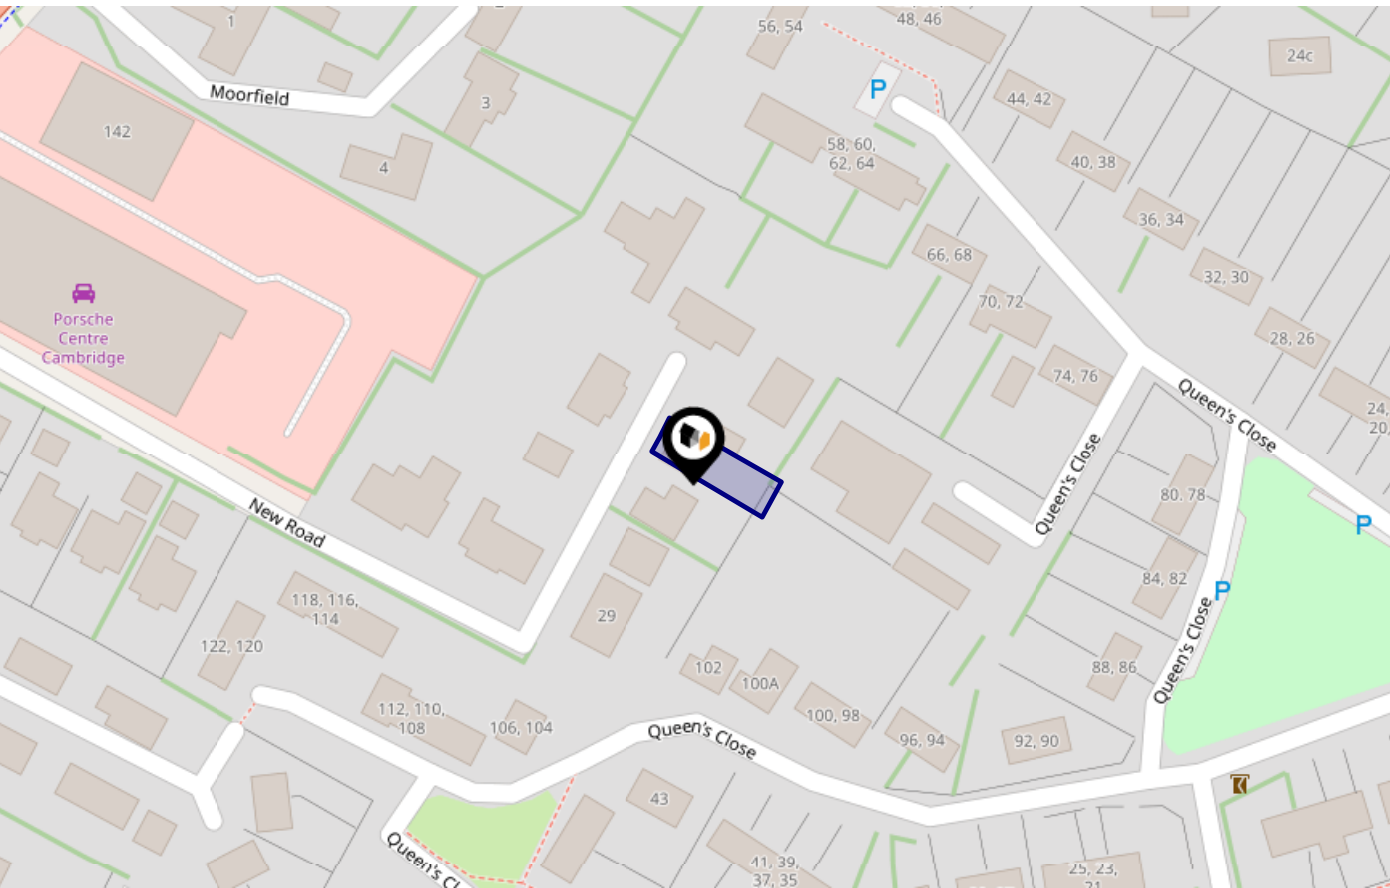 1
56, 54
48, 46
24c
Moorfield
3
P
44, 42
142
4
58, 60,
62, 64
40, 38
36, 34
66, 68
32, 30
Porsche
Centre
Cambridge
70, 72
28, 26
74, 76
Queen's Close
24,
20,
Queen's Close
80. 78
New Road
P
84, 82
P
118, 116,
114
29
122, 120
Queen's Close
102
100A
88, 86
112, 110,
108
106, 104
Queen's Close
100, 98
96, 94
92, 90
43
Queen's Cl
41, 39,
37, 35
25, 23,
21